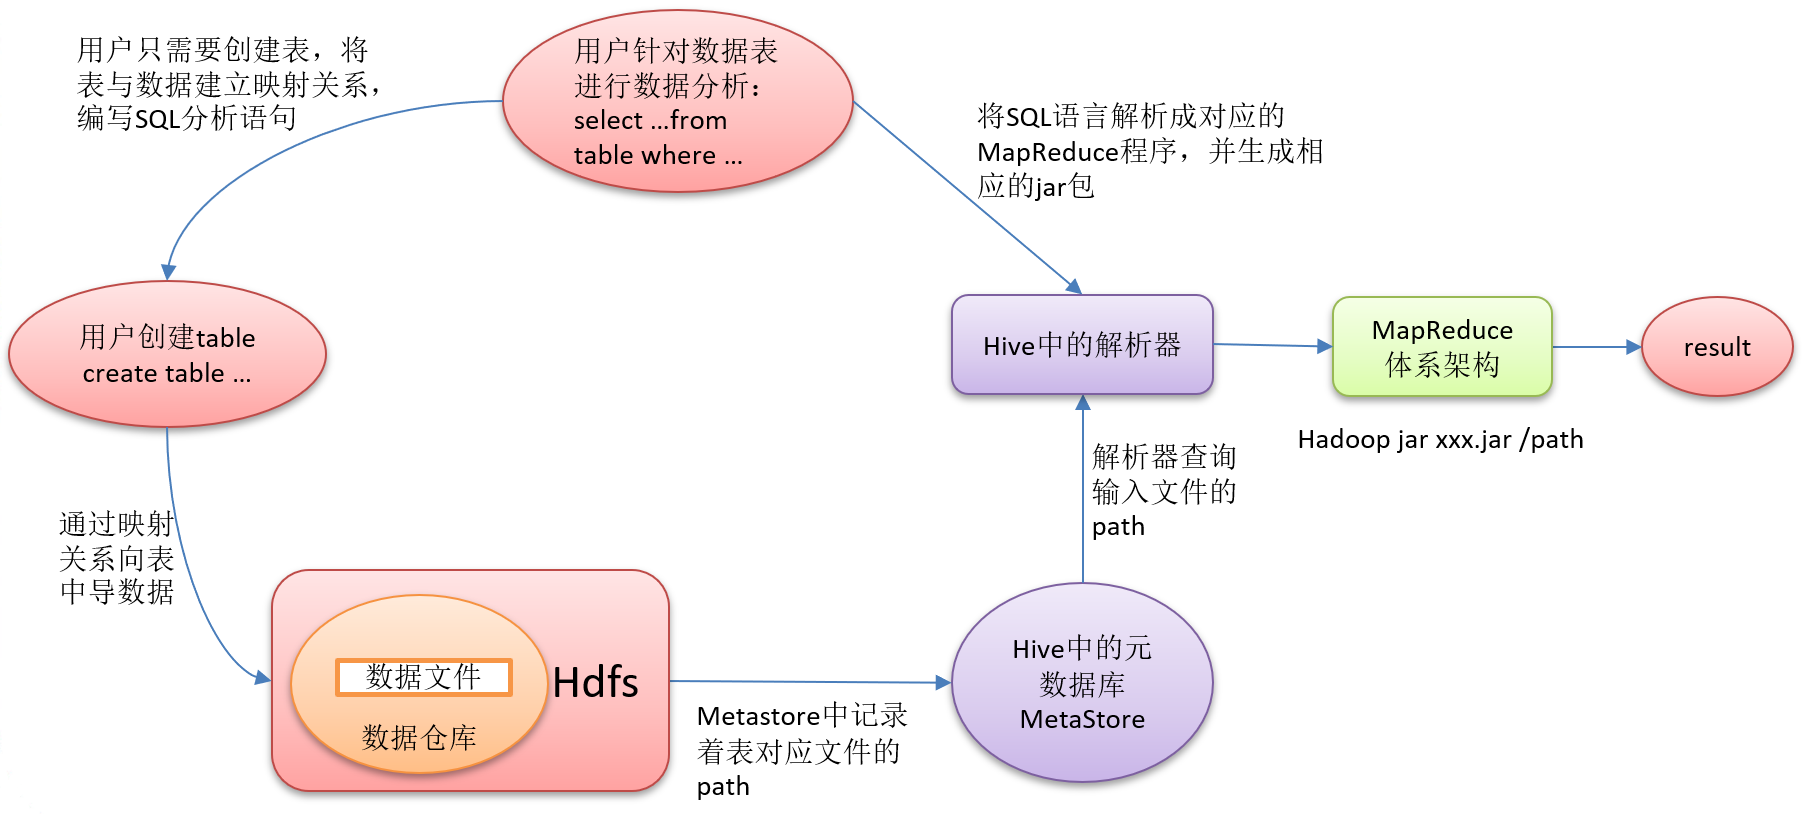 用户只需要创建表，将
表与数据建立映射关系，
编写SQL分析语句
用户针对数据表
进行数据分析：
select ...from
table where ...
将SQL语言解析成对应的
MapReduce程序，并生成相
应的jar包
用户创建table
create table ...
Hive中的解析器
MapReduce
体系架构
result
Hadoop jar xxx.jar /path
解析器查询
输入文件的
path
通过映射
关系向表
中导数据
数据文件
数据仓库
Hdfs
Metastore中记录
着表对应文件的
path
Hive中的元
数据库
MetaStore